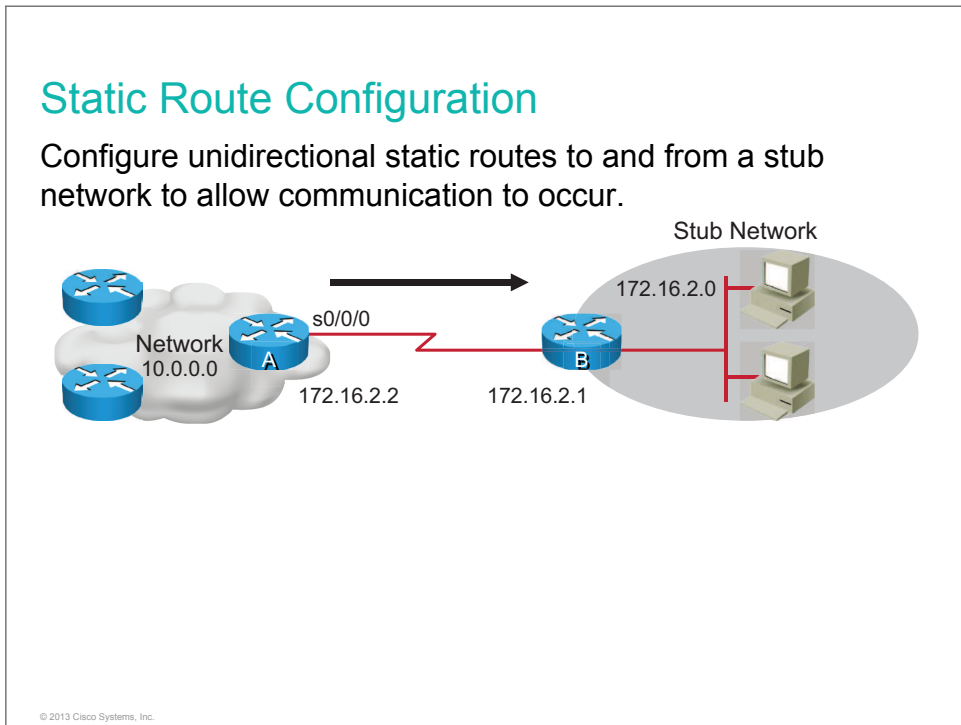 Static Route Configuration
Configure unidirectional static routes to and from a stub
network to allow communication to occur.
Stub Network
172.16.2.0
s0/0/0
Network
10.0.0.0
A
B
172.16.2.2
172.16.2.1
© 2013 Cisco Systems, Inc.